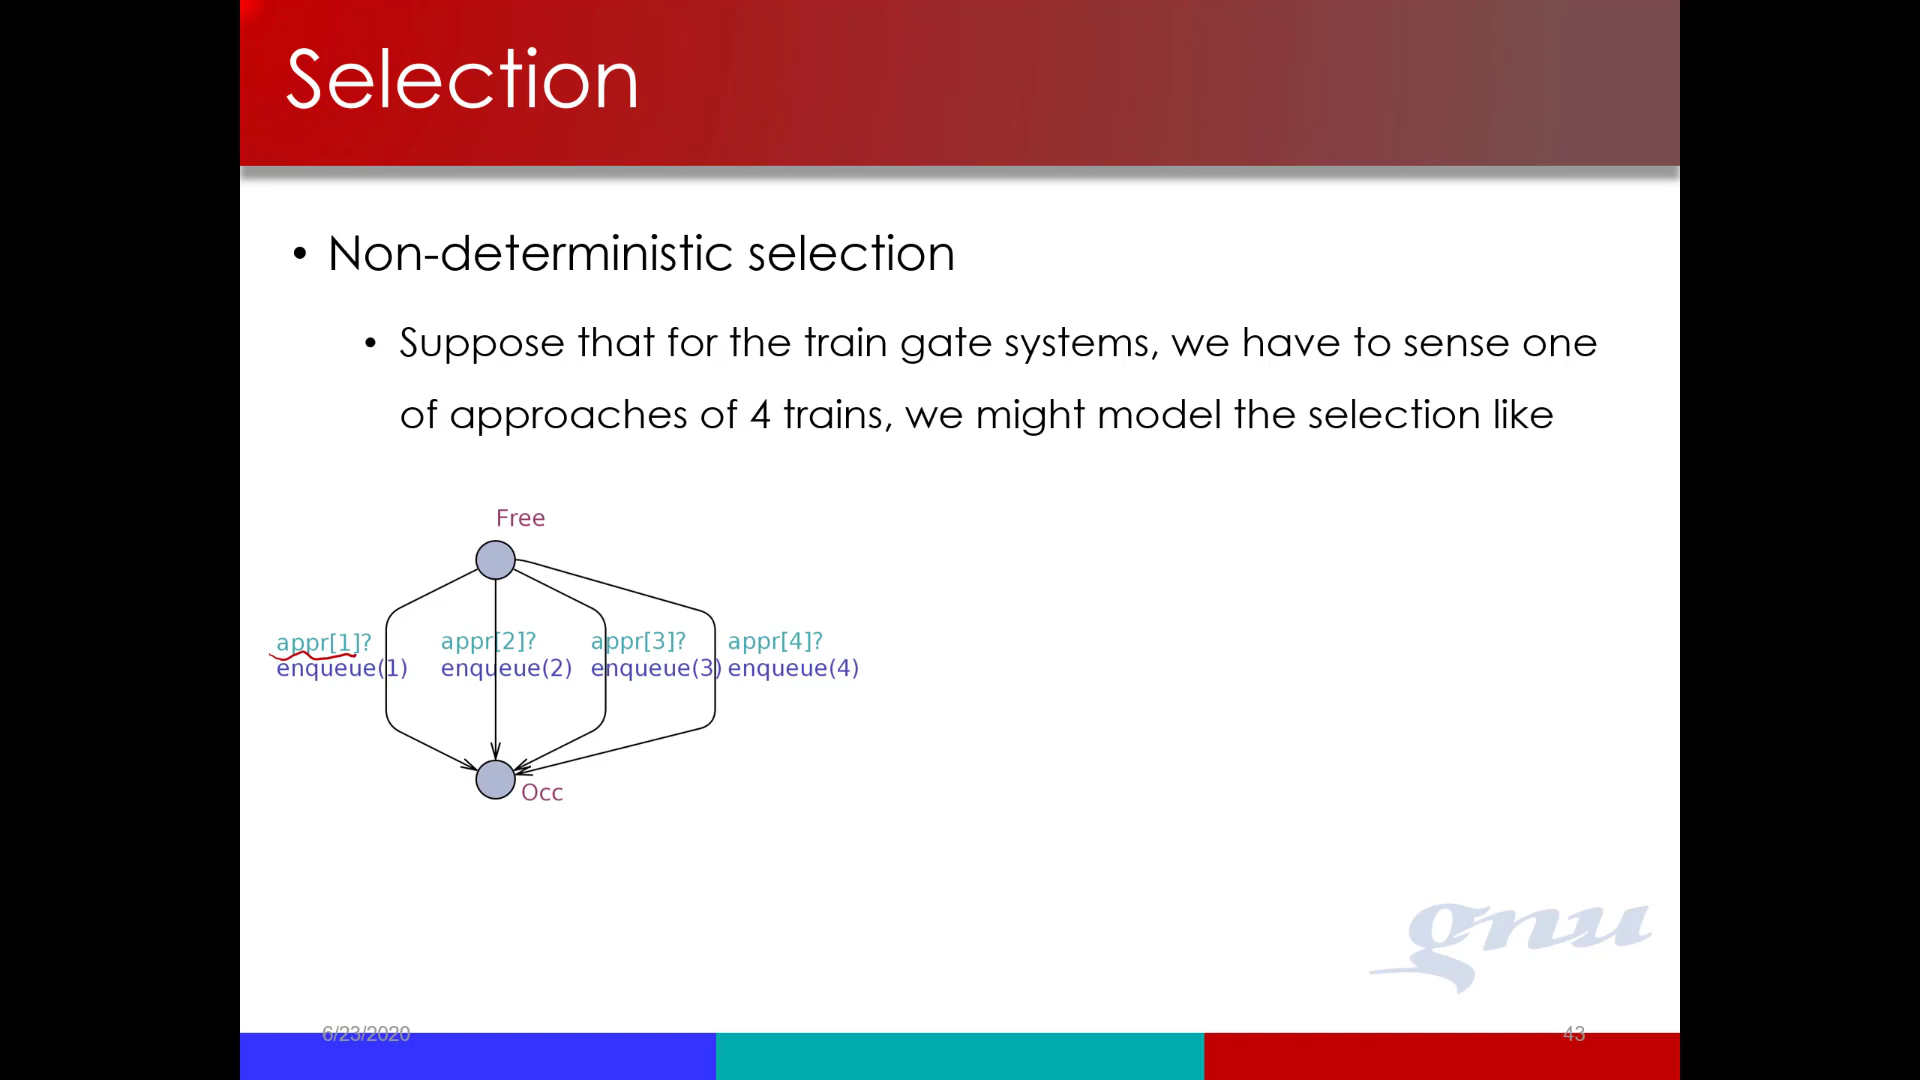 Selection
• Non-deterministic selection
• Suppose that for the train gate systems, we have to sense one
of approaches of 4 trains, we might model the selection like
Free
appr[1]? appr[2]? appr[3]? appr[4]?
enqueue(1) enqueue(2) enqueue(3) enqueue(4)
Occ
gnu
6/23/2020 43